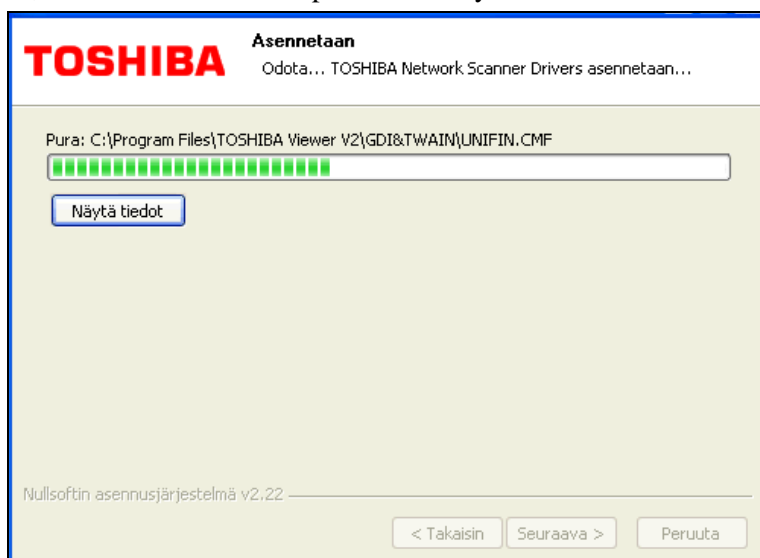 TOSHIBA
Asennetaan
Odota... TOSHIBA Network Scanner Drivers asennetaan...
Pura: C:\Program Files\TOSHIBA Viewer V2\GDI&TWAIN\UNIFIN.CMF
Näytä tiedot
Nullsoftin asennusjärjestelmä v2.22
< Takaisin
Seuraava >
Peruuta